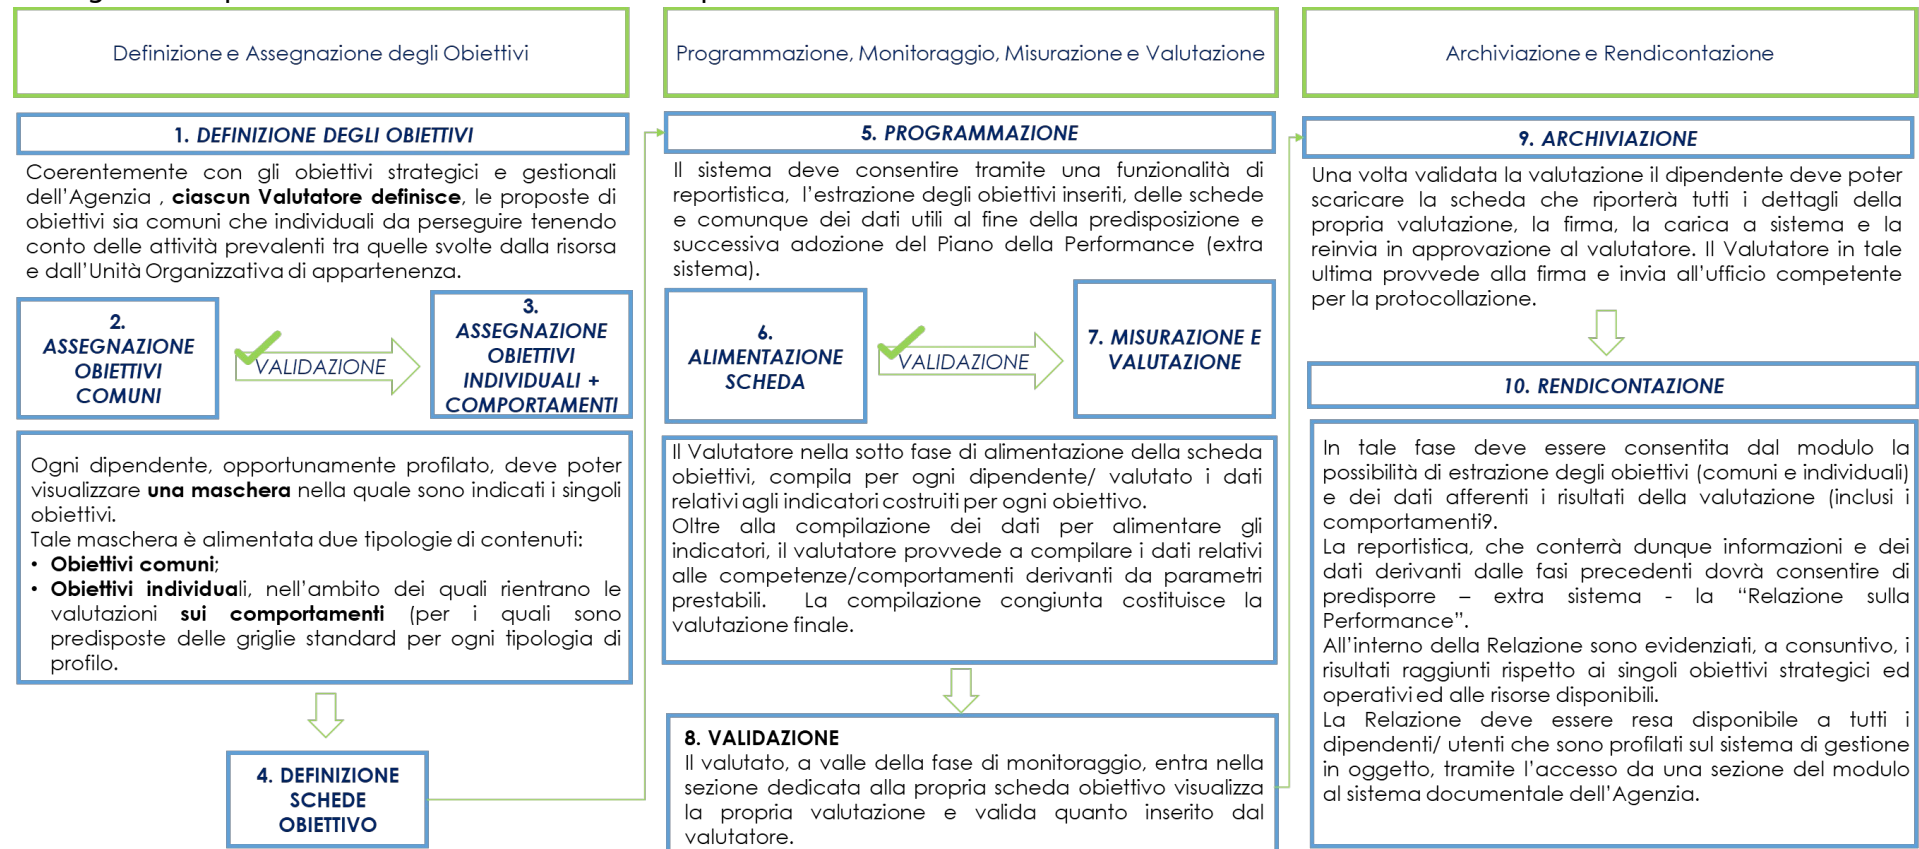 Definizione e Assegnazione degli Obiettivi
1. DEFINIZIONE DEGLI OBIETTIVI
Coerentemente con gli obiettivi strategici e gestionali
dell’Agenzia , ciascun Valutatore definisce, le proposte di
obiettivi sia comuni che individuali da perseguire tenendo
conto delle attività prevalenti tra quelle svolte dalla risorsa
e dall’Unità Organizzativa di appartenenza.
2.
ASSEGNAZIONE
OBIETTIVI
COMUNI
VALIDAZIONE
3.
ASSEGNAZIONE
OBIETTIVI
INDIVIDUALI +
COMPORTAMENTI
Ogni dipendente, opportunamente profilato, deve poter
visualizzare una maschera nella quale sono indicati i singoli
obiettivi.
Tale maschera è alimentata due tipologie di contenuti:
• Obiettivi comuni;
• Obiettivi individuali, nell’ambito dei quali rientrano le
valutazioni sui comportamenti (per i quali sono
predisposte delle griglie standard per ogni tipologia di
profilo.
4. DEFINIZIONE
SCHEDE
OBIETTIVO
Programmazione, Monitoraggio, Misurazione e Valutazione
5. PROGRAMMAZIONE
Il sistema deve consentire tramite una funzionalità di
reportistica, l’estrazione degli obiettivi inseriti, delle schede
e comunque dei dati utili al fine della predisposizione e
successiva adozione del Piano della Performance (extra
sistema).
6.
ALIMENTAZIONE
SCHEDA
VALIDAZIONE
7. MISURAZIONE E
VALUTAZIONE
Il Valutatore nella sotto fase di alimentazione della scheda
obiettivi, compila per ogni dipendente/ valutato i dati
relativi agli indicatori costruiti per ogni obiettivo.
Oltre alla compilazione dei dati per alimentare gli
indicatori, il valutatore provvede a compilare i dati relativi
alle competenze/comportamenti derivanti da parametri
prestabili. La compilazione congiunta costituisce la
valutazione finale.
8. VALIDAZIONE
Il valutato, a valle della fase di monitoraggio, entra nella
sezione dedicata alla propria scheda obiettivo visualizza
la propria valutazione e valida quanto inserito dal
valutatore.
Archiviazione e Rendicontazione
9. ARCHIVIAZIONE
Una volta validata la valutazione il dipendente deve poter
scaricare la scheda che riporterà tutti i dettagli della
propria valutazione, la firma, la carica a sistema e la
reinvia in approvazione al valutatore. Il Valutatore in tale
ultima provvede alla firma e invia all’ufficio competente
per la protocollazione.
10. RENDICONTAZIONE
In tale fase deve essere consentita dal modulo la
possibilità di estrazione degli obiettivi (comuni e individuali)
e dei dati afferenti i risultati della valutazione (inclusi i
comportamenti9.
La reportistica, che conterrà dunque informazioni e dei
dati derivanti dalle fasi precedenti dovrà consentire di
predisporre – extra sistema - la “Relazione sulla
Performance”.
All’interno della Relazione sono evidenziati, a consuntivo, i
risultati raggiunti rispetto ai singoli obiettivi strategici ed
operativi ed alle risorse disponibili.
La Relazione deve essere resa disponibile a tutti i
dipendenti/ utenti che sono profilati sul sistema di gestione
in oggetto, tramite l’accesso da una sezione del modulo
al sistema documentale dell’Agenzia.